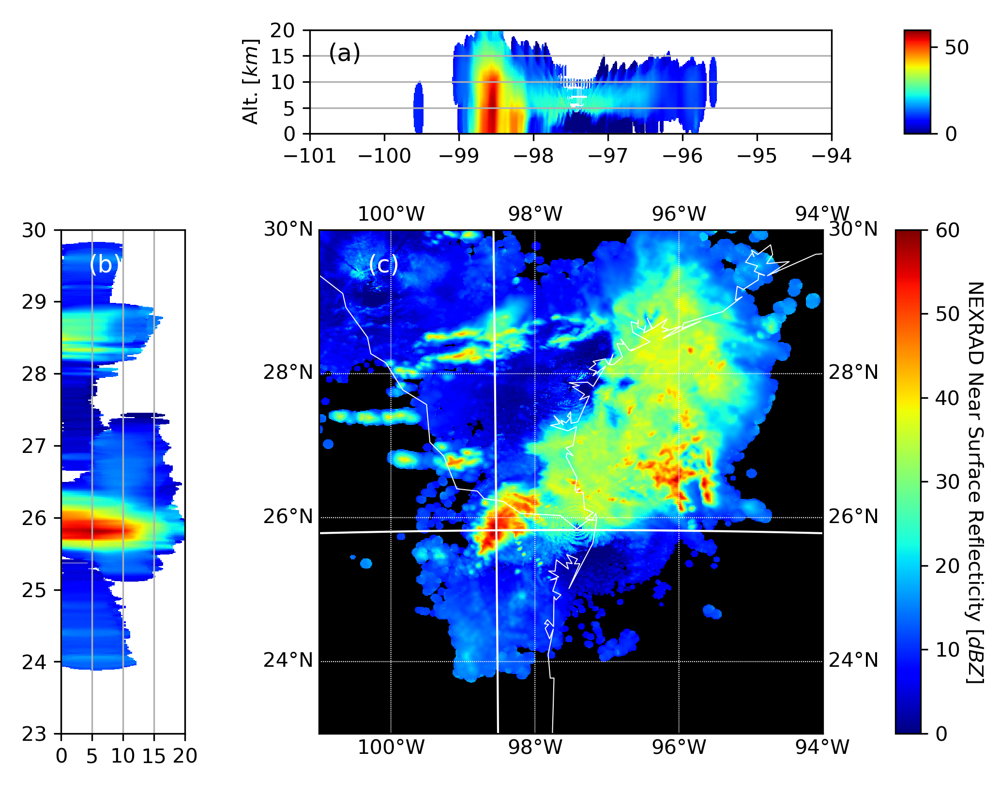 20
15
10
5
0
Alt. [km]
(a)
−101 −100 −99 −98 −97 −96 −95 −94
50
0
100°W 98°W 96°W 94°W
30
29
28
27
26
25
24
23
(b)
0 5 10 15 20
30°N
28°N
26°N
24°N
(c)
30°N
28°N
26°N
24°N
100°W 98°W 96°W 94°W
60
50
40
30
20
10
0
NEXRAD Near Surface Reflecticity [dBZ]